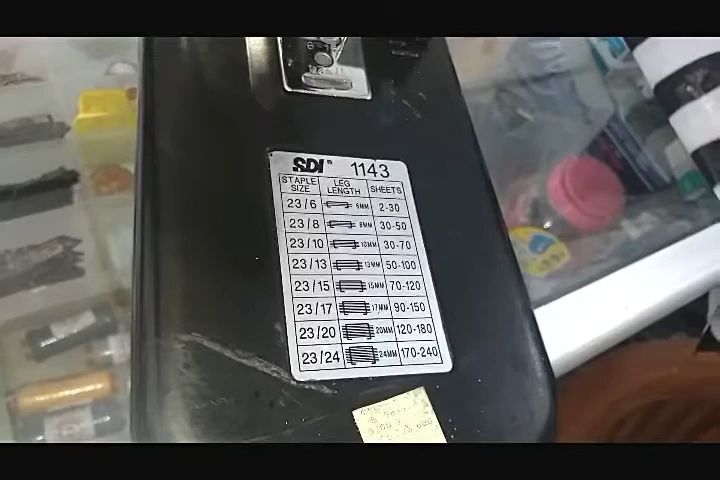 SDI® 1143
STAPLE SIZE LEG LENGTH SHEETS
23/6 6MM 2-30
23/8 8MM 30-50
23/10 10MM 30-70
23/13 13MM 50-100
23/15 15MM 70-120
23/17 17MM 90-150
23/20 20MM 120-180
23/24 24MM 170-240